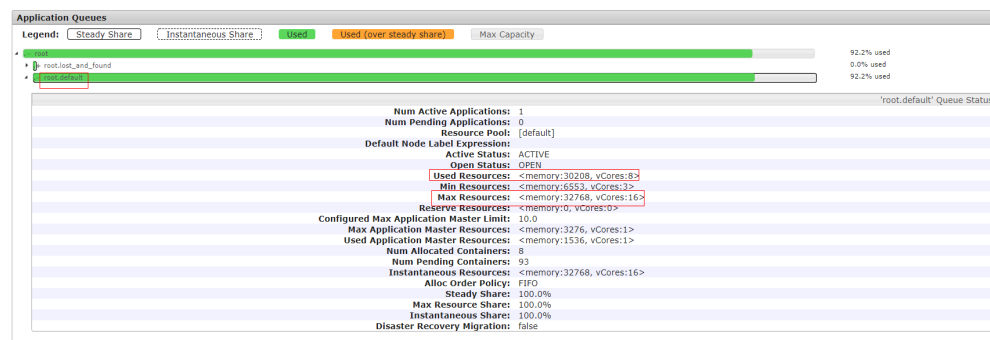 Application Queues
Legend: Steady Share Instantaneous Share Used Used (over steady share) Max Capacity
root 92.2% used
root.lost_and_found 0.0% used
root.default 92.2% used
'root.default' Queue Status
Num Active Applications: 1
Num Pending Applications: 0
Resource Pool: [default]
Default Node Label Expression:
Active Status: ACTIVE
Open Status: OPEN
Used Resources: <memory:30208, vCores:8>
Min Resources: <memory:6553, vCores:3>
Max Resources: <memory:32768, vCores:16>
Reserve Resources: <memory:0, vCores:0>
Configured Max Application Master Limit: 10.0
Max Application Master Resources: <memory:3276, vCores:1>
Used Application Master Resources: <memory:1536, vCores:1>
Num Allocated Containers: 8
Num Pending Containers: 93
Instantaneous Resources: <memory:32768, vCores:16>
Alloc Order Policy: FIFO
Steady Share: 100.0%
Max Resource Share: 100.0%
Instantaneous Share: 100.0%
Disaster Recovery Migration: false